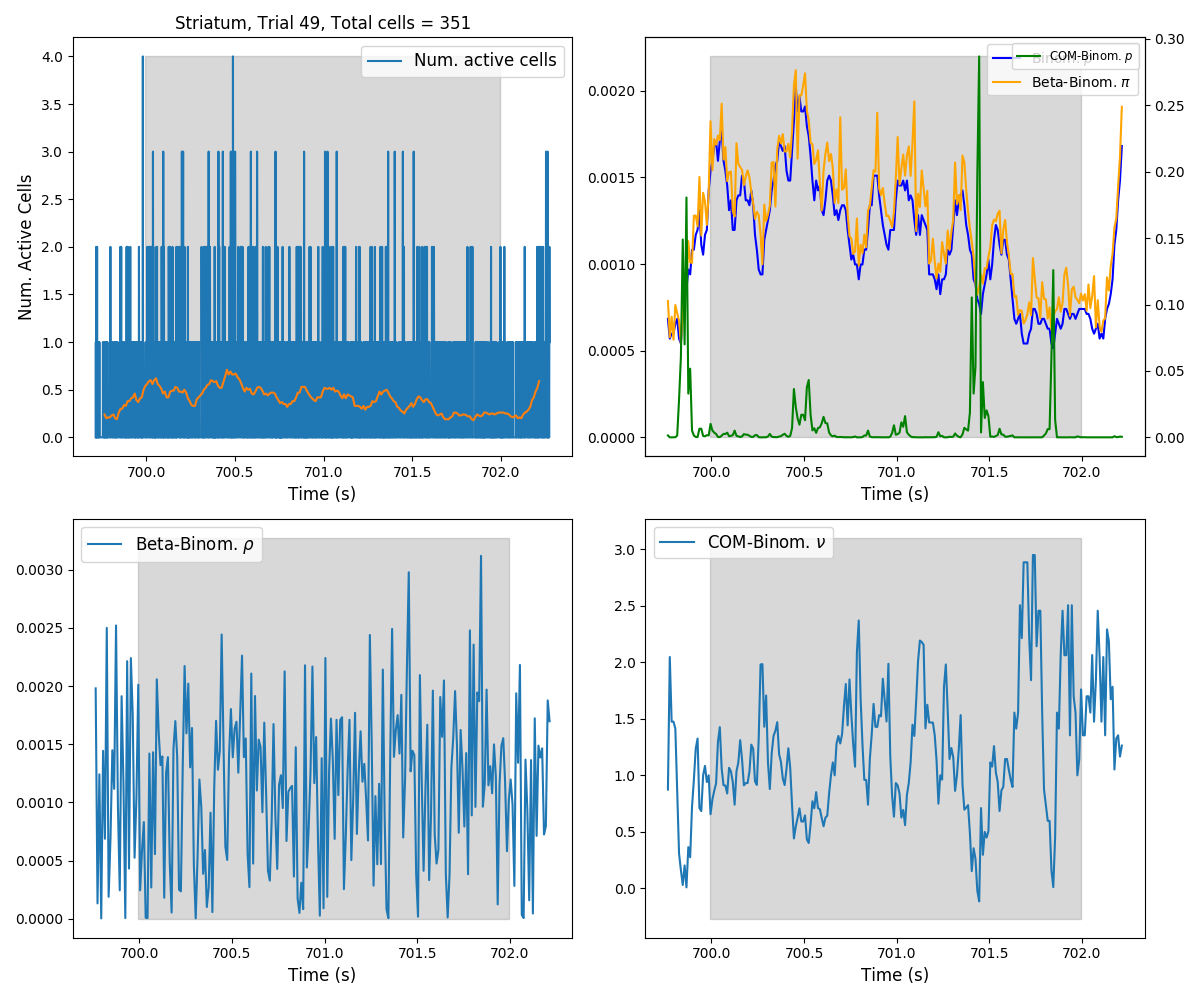 Striatum, Trial 49, Total cells = 351
Num. active cells
4.0
3.5
3.0
2.5
2.0
1.5
1.0
0.5
0.0
Num. Active Cells
700.0 700.5 701.0 701.5 702.0
Time (s)
COM-Binom. p
Beta-Binom. π
0.0020
0.0015
0.0010
0.0005
0.0000
0.30
0.25
0.20
0.15
0.10
0.05
0.00
700.0 700.5 701.0 701.5 702.0
Time (s)
Beta-Binom. ρ
0.0030
0.0025
0.0020
0.0015
0.0010
0.0005
0.0000
700.0 700.5 701.0 701.5 702.0
Time (s)
COM-Binom. ν
3.0
2.5
2.0
1.5
1.0
0.5
0.0
700.0 700.5 701.0 701.5 702.0
Time (s)